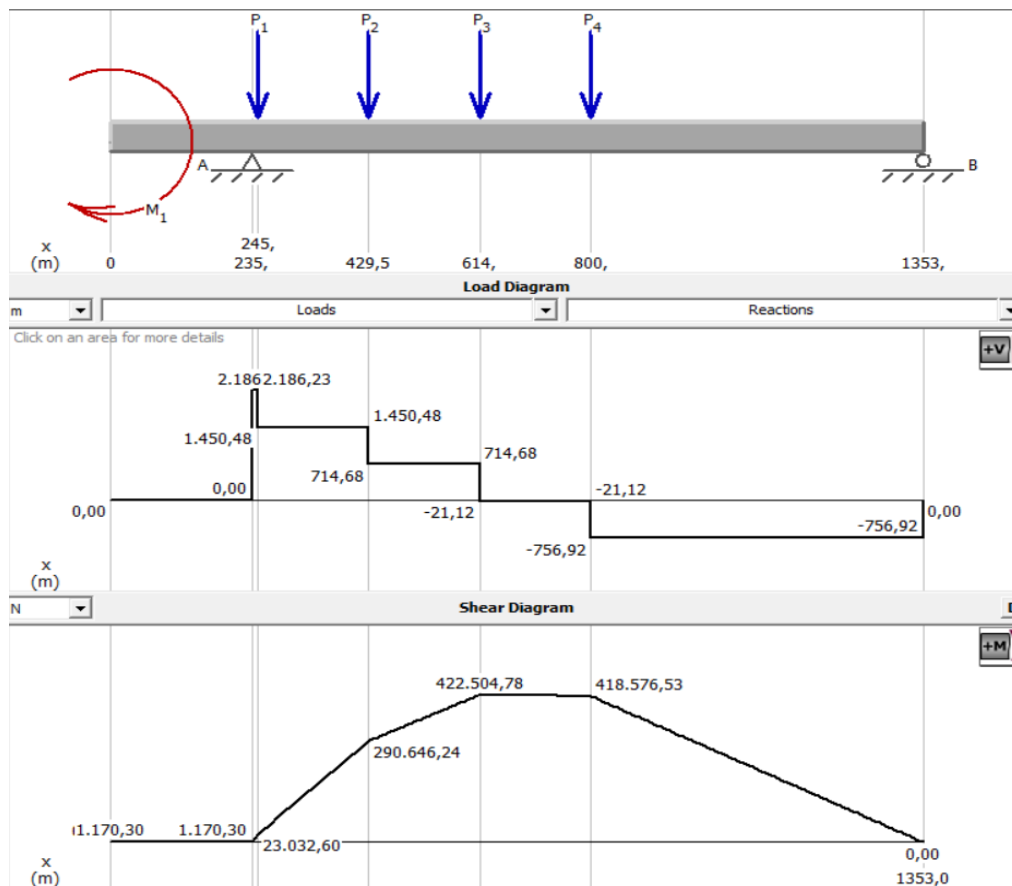 P1 P2 P3 P4
A B
M1
x
(m) 0 245, 235, 429,5 614, 800, 1353,
Load Diagram
m Loads Reactions
Click on an area for more details
+V
2.1862.186,23
1.450,48 1.450,48
714,68 714,68
0,00 -21,12 -21,12
0,00 0,00
-756,92 -756,92
x
(m)
N Shear Diagram
+M
422.504,78 418.576,53
290.646,24
1.170,30 1.170,30 23.032,60
0,00
x
(m) 1353,0